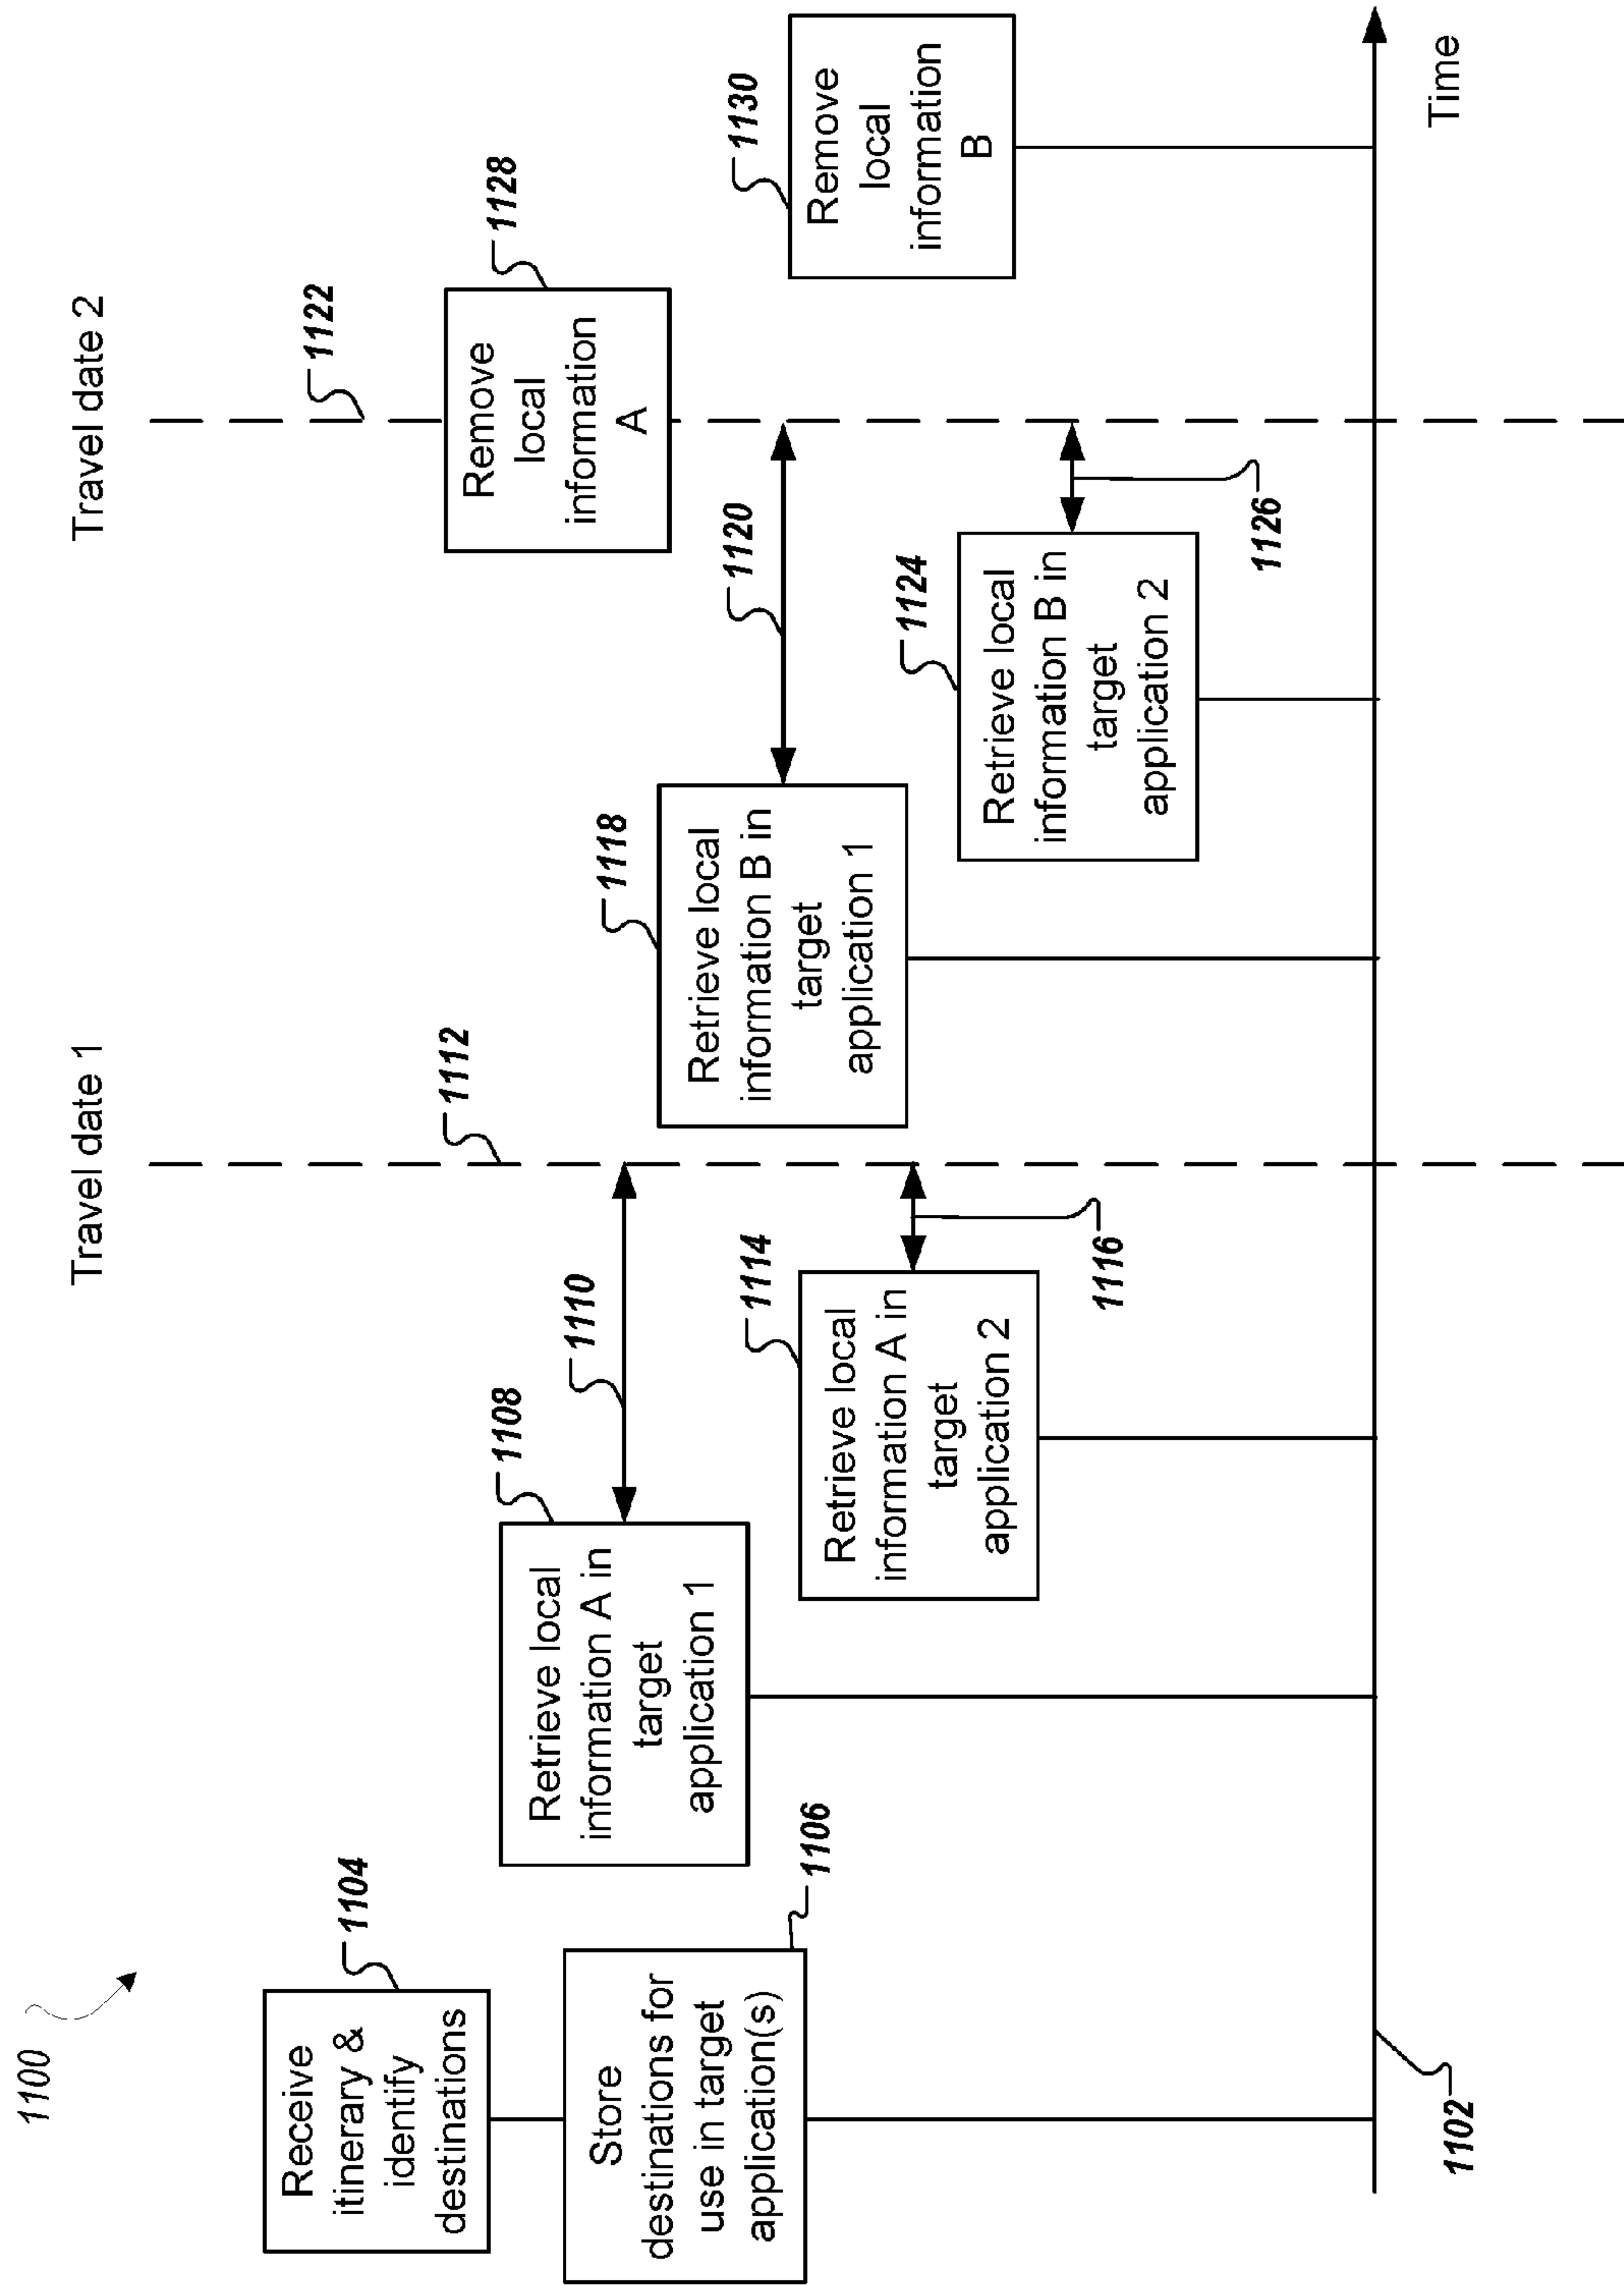 1100
Travel date 1
Travel date 2
1104
Receive
itinerary &
identify
destinations
1106
Store
destinations for
use in target
application(s)
1108
Retrieve local
information A in
target
application 1
1110
1112
1114
Retrieve local
information A in
target
application 2
1116
1118
Retrieve local
information B in
target
application 1
1120
1122
1124
Retrieve local
information B in
target
application 2
1126
1128
Remove
local
information
A
1130
Remove
local
information
B
1102
Time